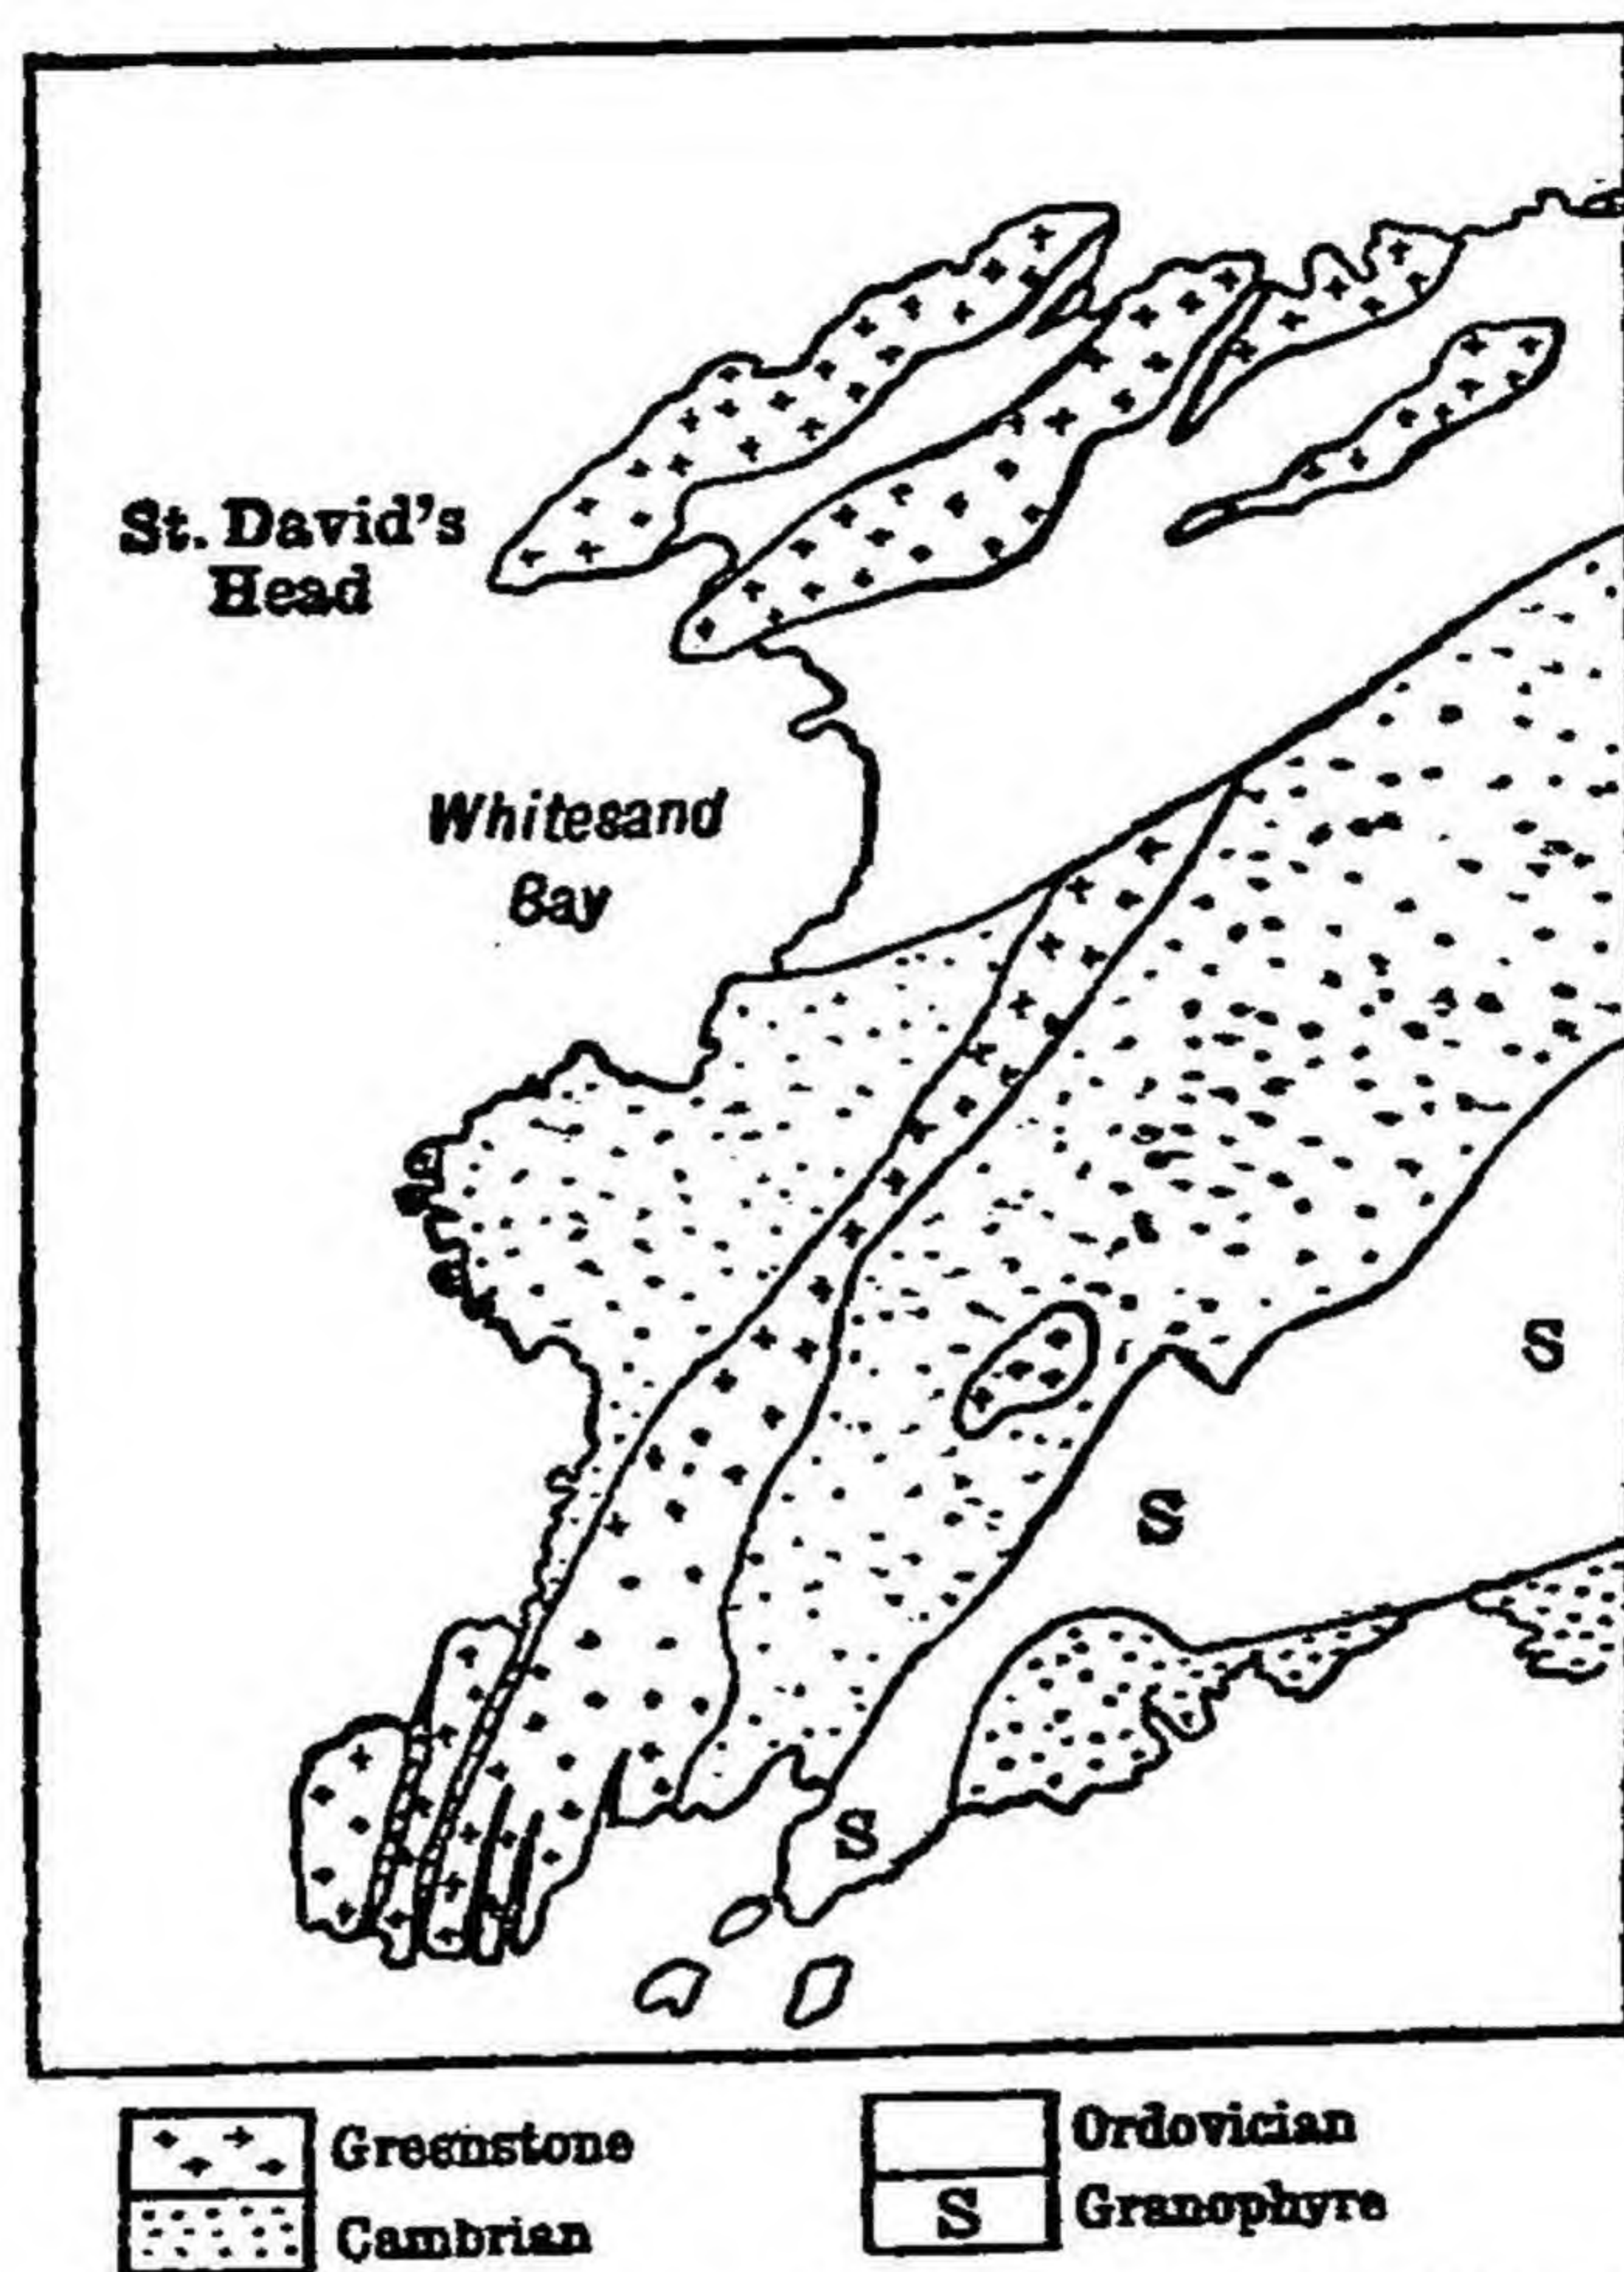 St. David's
Head
Whitesand
Bay
S
S
S
Greenstone
Cambrian
Ordovician
S Granophyre